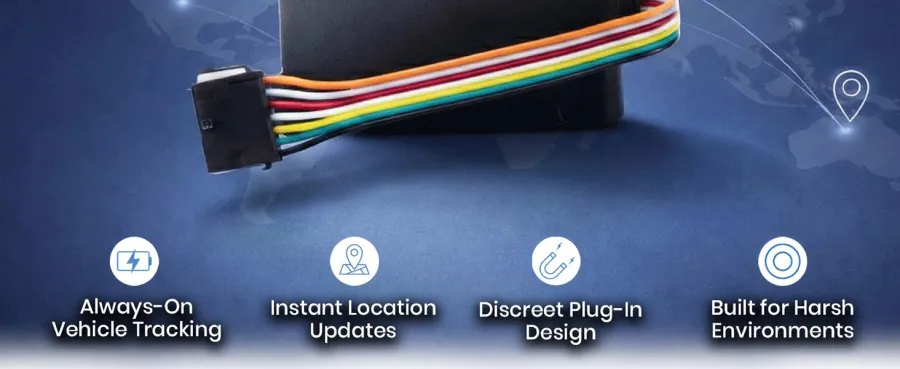 Always-On
Vehicle Tracking
Instant Location
Updates
Discreet Plug-In
Design
Built for Harsh
Environments